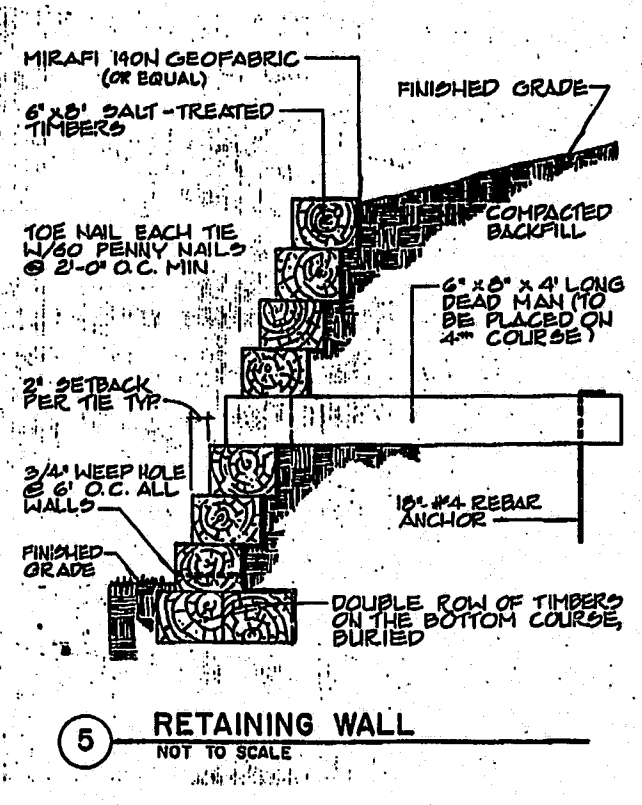 MIRAFI 140N GEOFABRIC
(OR EQUAL)
6" x 8' SALT-TREATED
TIMBERS
FINISHED GRADE
COMPACTED
BACKFILL
TOE NAIL EACH TIE
W/60 PENNY NAILS
@ 2'-0" O.C. MIN.
6" x 8" x 4' LONG
DEAD MAN (TO
BE PLACED ON
4TH COURSE)
2" SETBACK
PER TIE TYP.
3/4" WEEP HOLE
@ 6' O.C. ALL
WALLS
18"-#4 REBAR
ANCHOR
FINISHED
GRADE
DOUBLE ROW OF TIMBERS
ON THE BOTTOM COURSE,
BURIED
5
RETAINING WALL
NOT TO SCALE